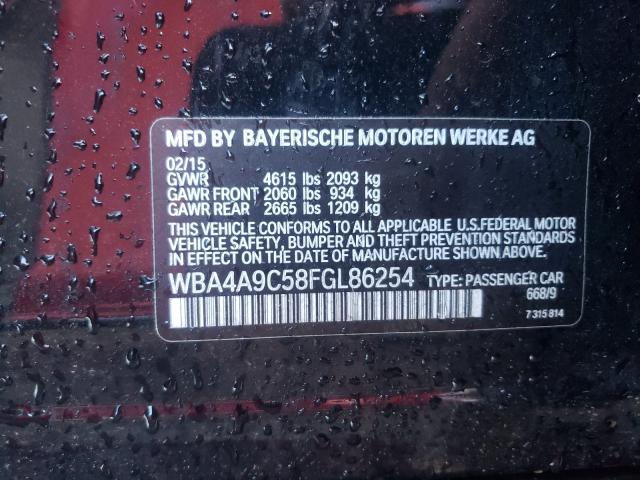 MFD BY BAYERISCHE MOTOREN WERKE AG
02/15
GVWR 4615 lbs 2093 kg
GAWR FRONT 2060 lbs 934 kg
GAWR REAR 2665 lbs 1209 kg
THIS VEHICLE CONFORMS TO ALL APPLICABLE U.S.FEDERAL MOTOR
VEHICLE SAFETY, BUMPER AND THEFT PREVENTION STANDARDS
IN EFFECT ON THE DATE OF MANUFACTURE SHOWN ABOVE.
WBA4A9C58FGL86254 TYPE: PASSENGER CAR
668/9
7 315 814